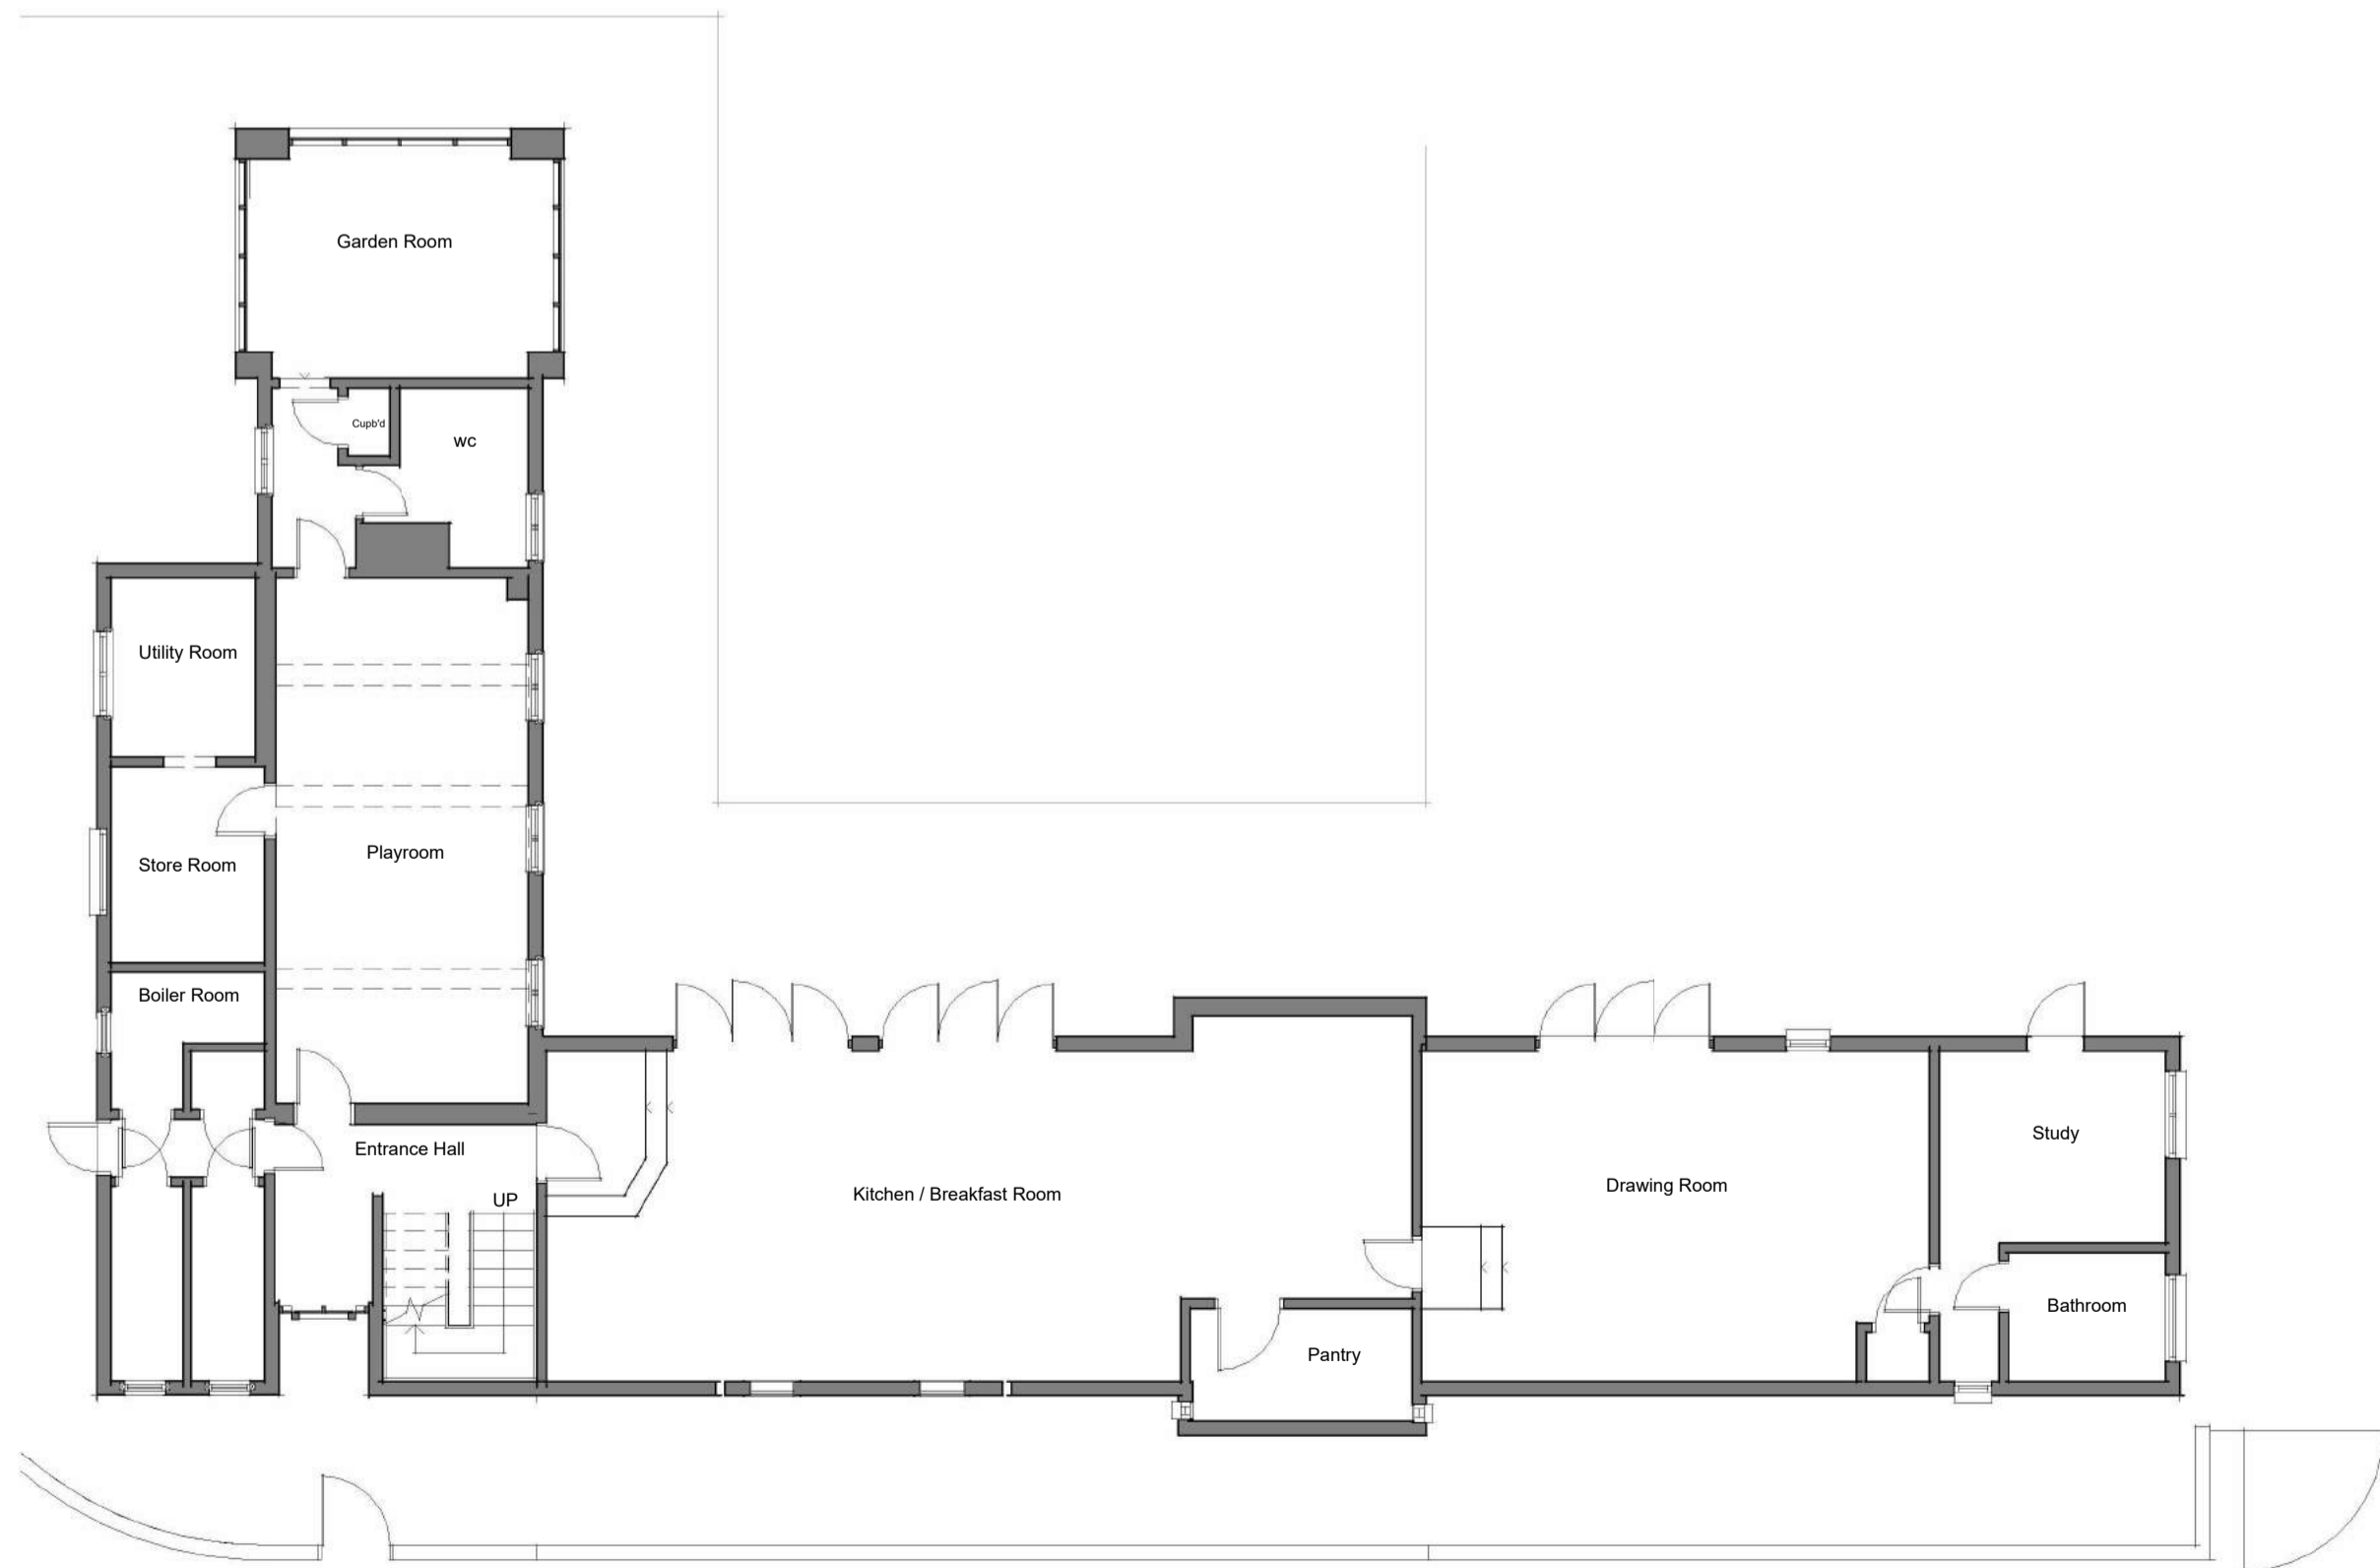 Garden Room
Cupb'd
wc
Utility Room
Playroom
Store Room
Boiler Room
Entrance Hall
UP
Kitchen / Breakfast Room
Drawing Room
Study
Bathroom
Pantry